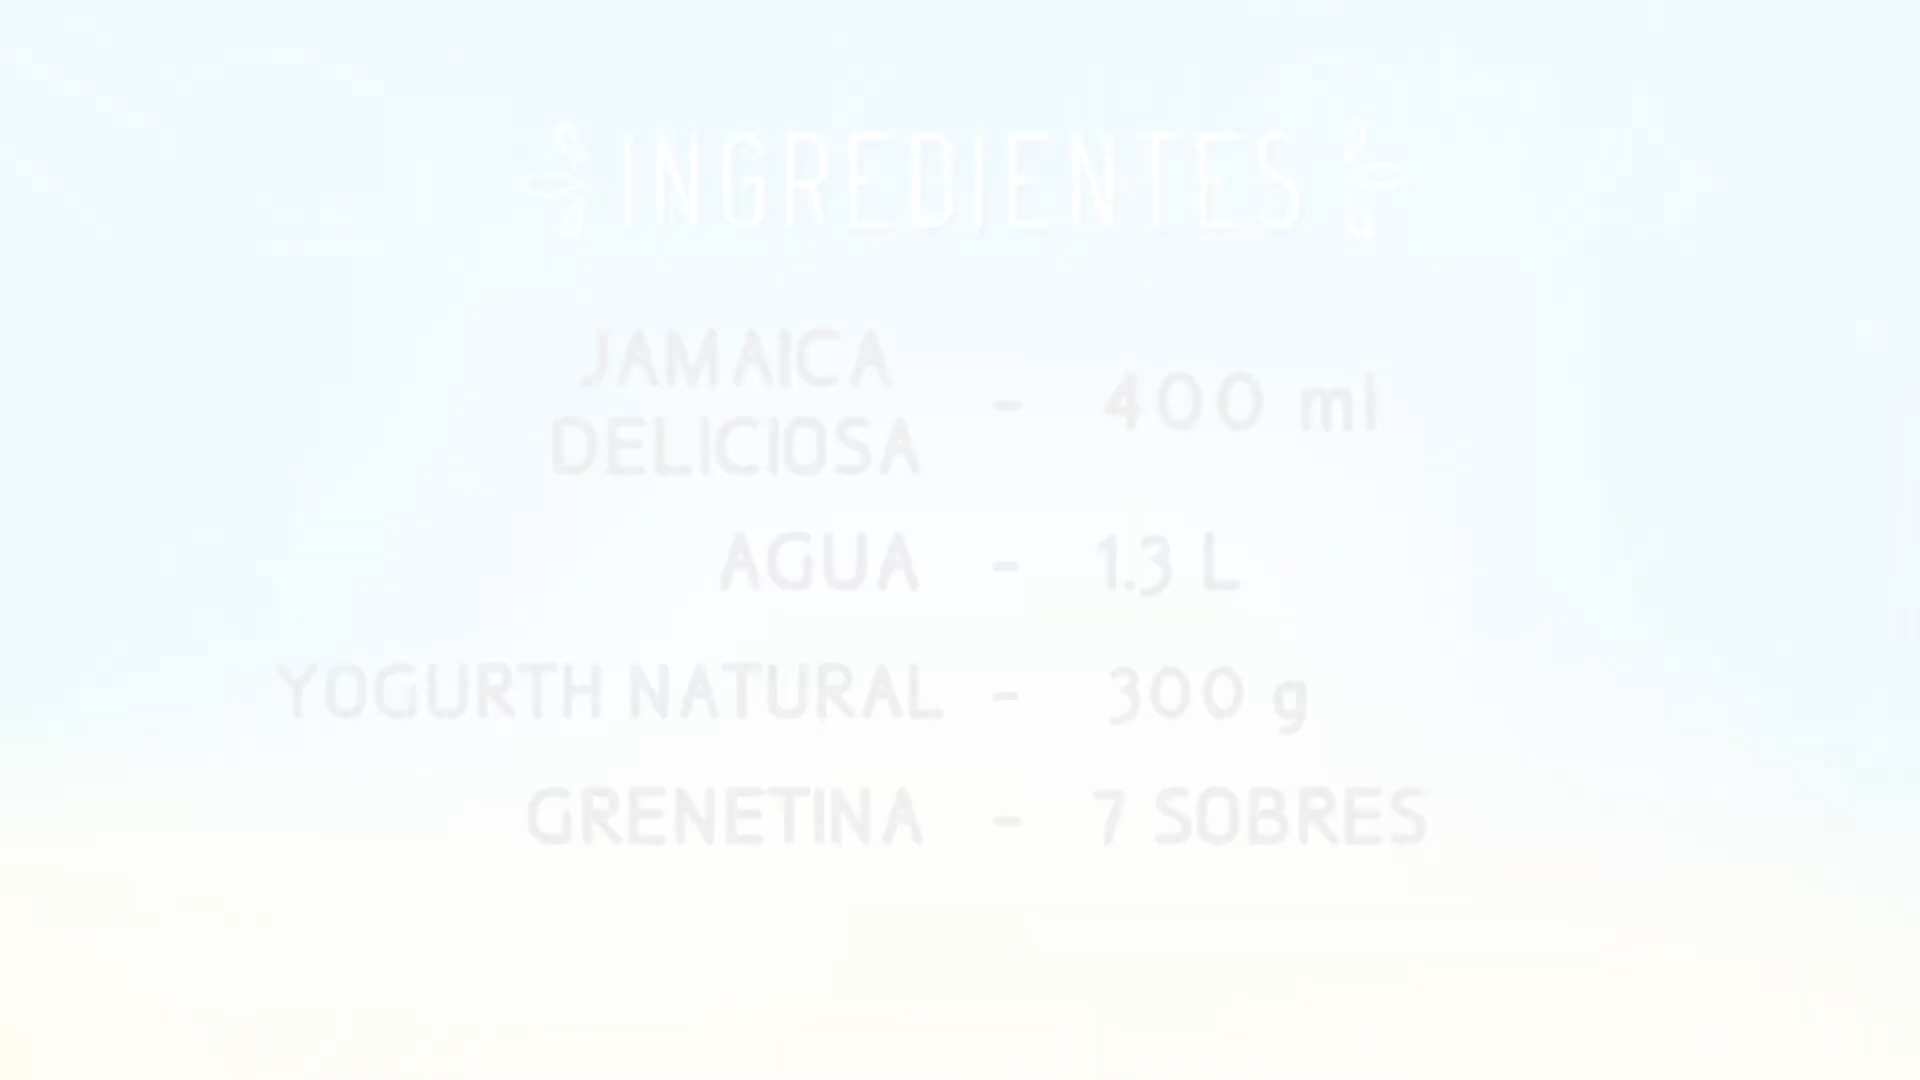 INGREDIENTES
JAMAICA
DELICIOSA - 400 ml
AGUA - 1.3 L
YOGURTH NATURAL - 300 g
GRENETINA - 7 SOBRES